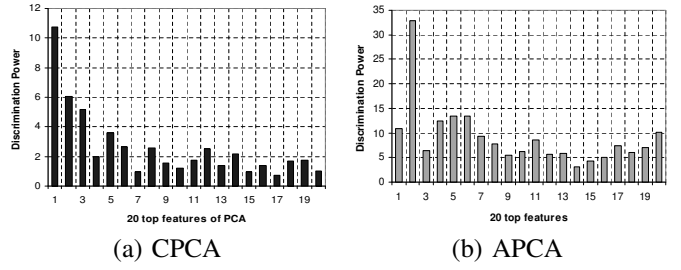 12
10
8
6
4
2
0
Discrimination Power
1 3 5 7 9 11 13 15 17 19
20 top features of PCA
(a) CPCA
35
30
25
20
15
10
5
0
Discrimination Power
1 3 5 7 9 11 13 15 17 19
20 top features
(b) APCA